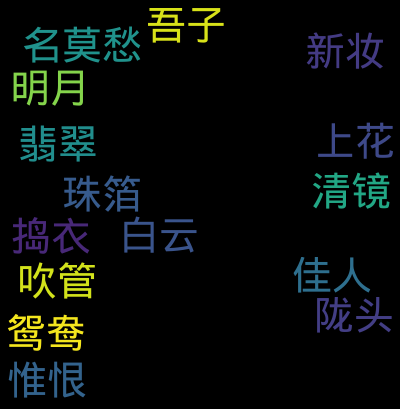 吾子
名莫愁
新妆
明月
翡翠
上花
珠箔
清镜
捣衣
白云
吹管
佳人
陇头
鸳鸯
惟恨